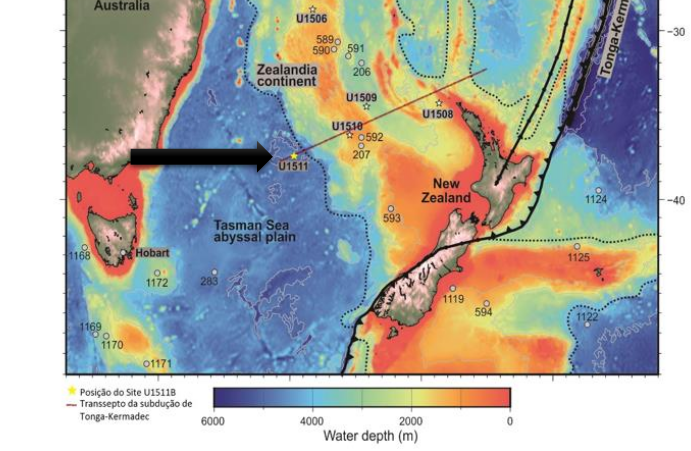 Australia
U1506
589
590
591
206
Zealandia
continent
U1509
U1508
U1510
592
207
U1511
Tonga-Kerm
-30
-40
New
Zealand
1124
593
Tasman Sea
abyssal plain
Hobart
1168
1172
283
1125
1119
594
1122
1169
1170
1171
Posição do Site U1511B
Transsepto da subdução de
Tonga-Kermadec
6000 4000 2000 0
Water depth (m)